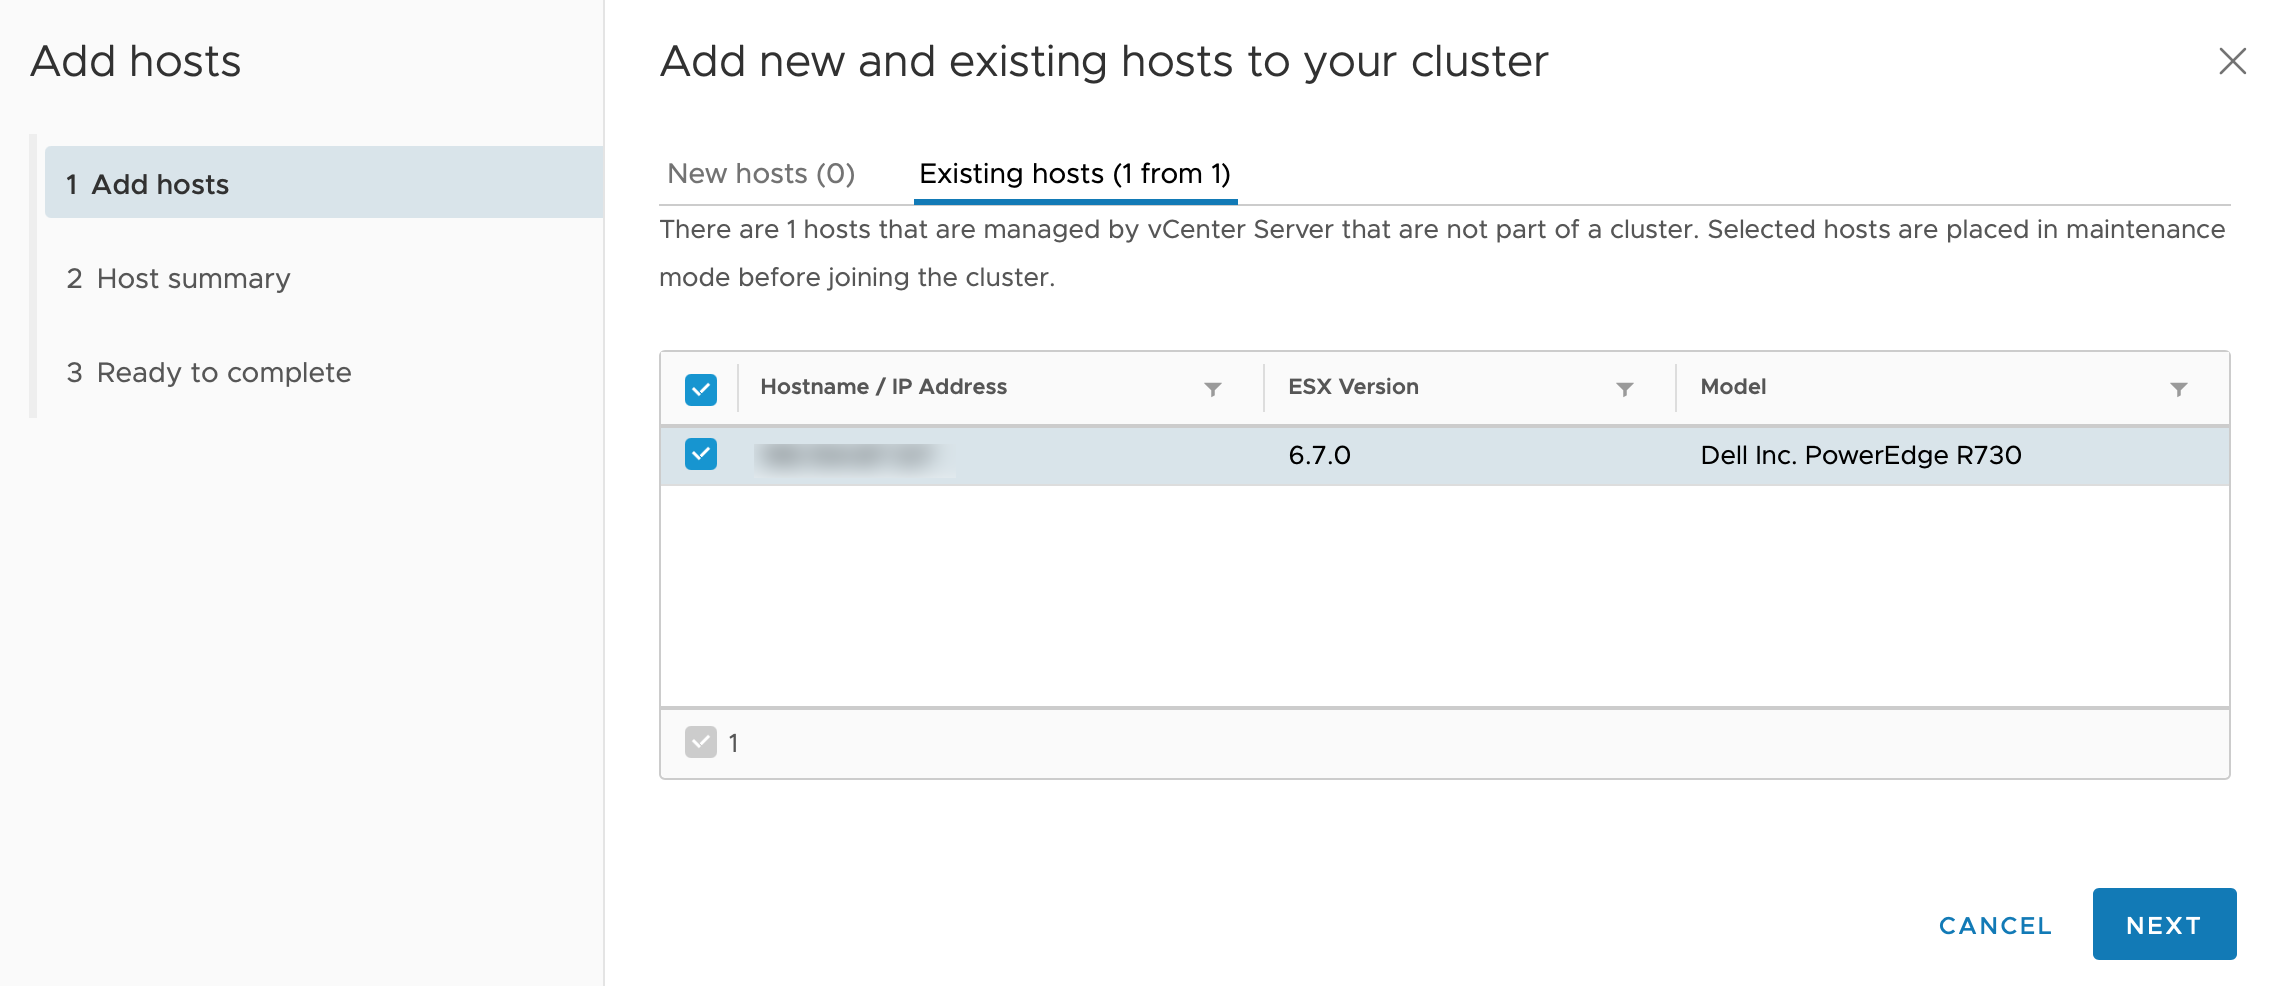 Add hosts
1 Add hosts
2 Host summary
3 Ready to complete
Add new and existing hosts to your cluster
New hosts (0)
Existing hosts (1 from 1)
There are 1 hosts that are managed by vCenter Server that are not part of a cluster. Selected hosts are placed in maintenance
mode before joining the cluster.
Hostname / IP Address
ESX Version
Model
6.7.0
Dell Inc. PowerEdge R730
1
CANCEL
NEXT